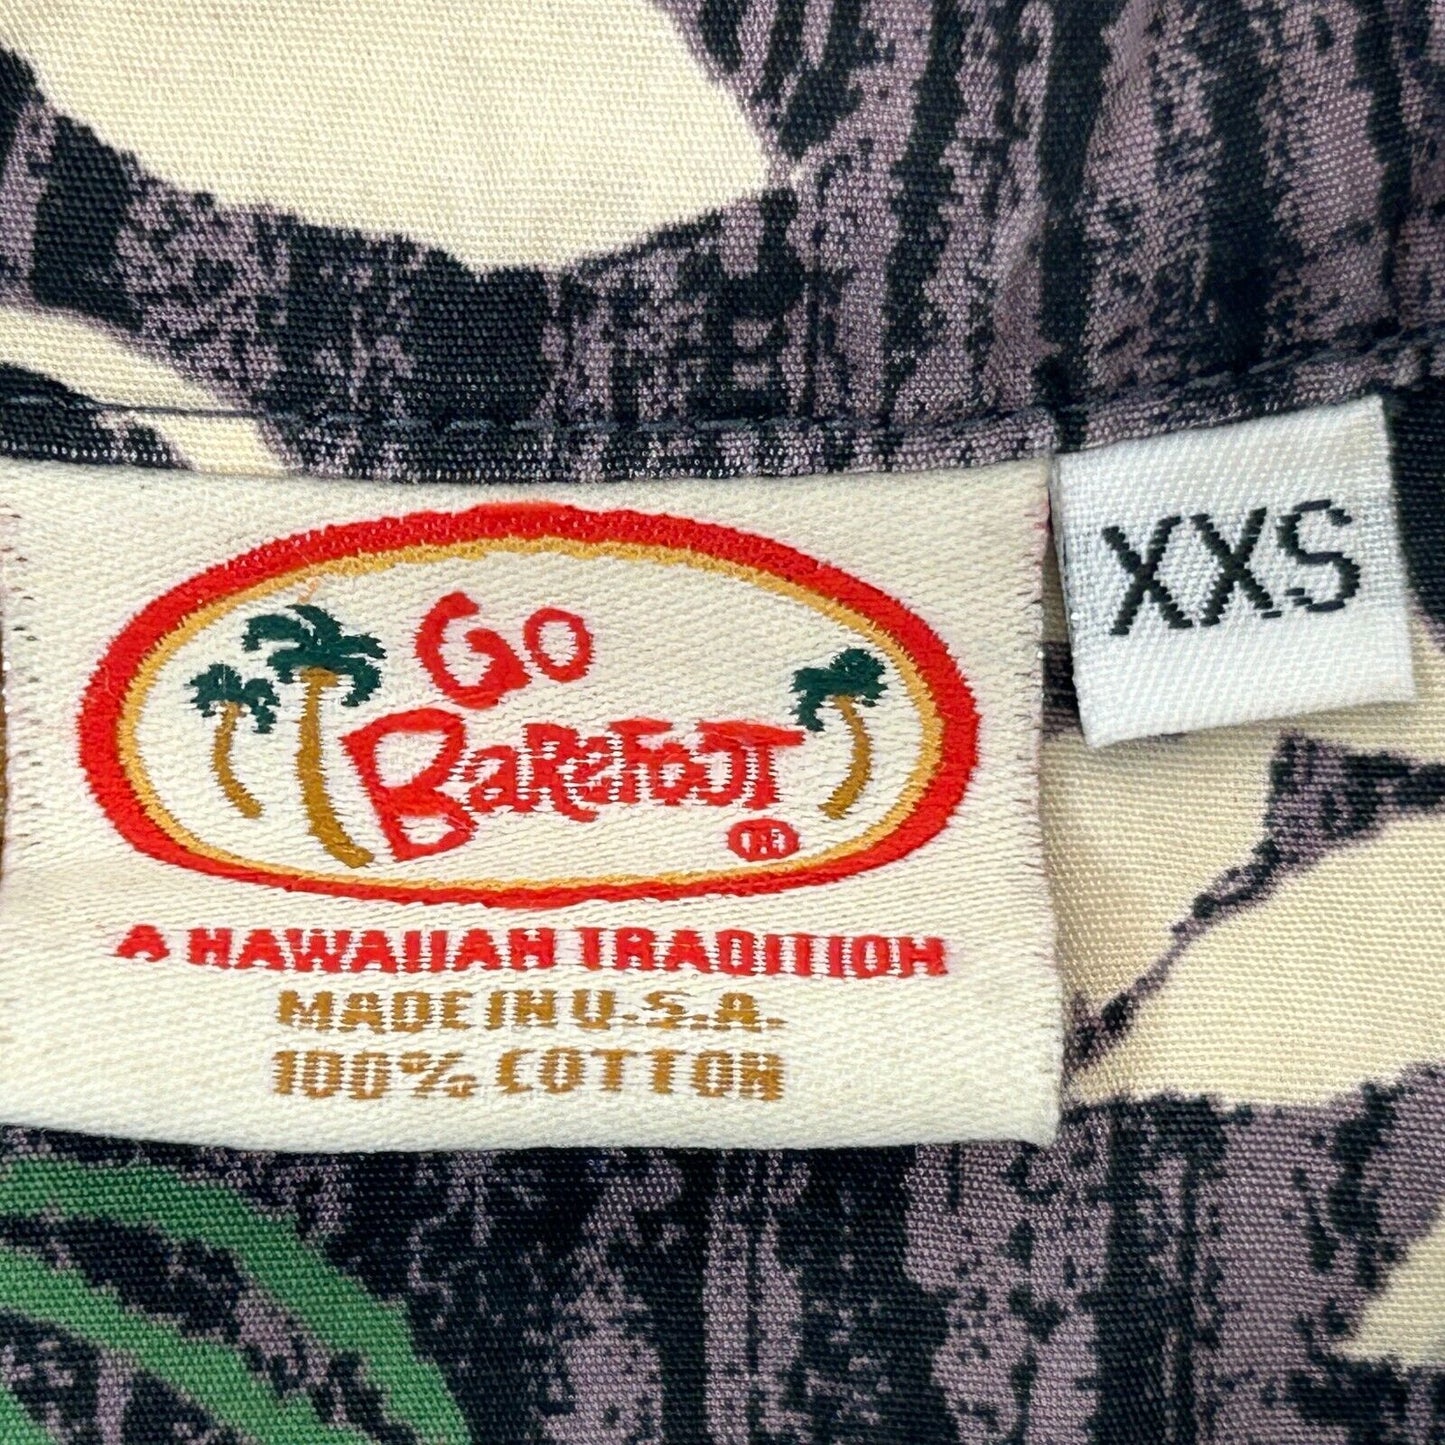 Go
Barefoot
®
A HAWAIIAN TRADITION
MADE IN U.S.A.
100% COTTON
XXS